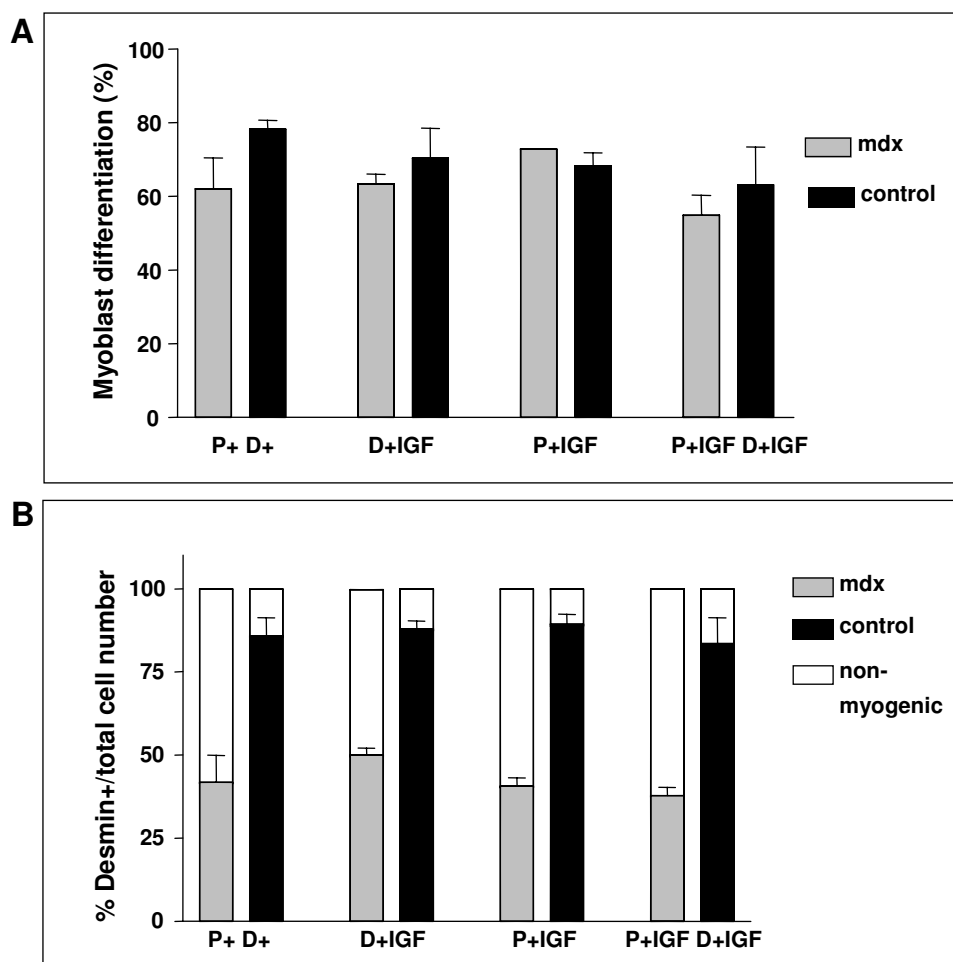 A
Myoblast differentiation (%)
100
80
60
40
20
0
P+ D+
D+IGF
P+IGF
P+IGF D+IGF
mdx
control
B
% Desmin+/total cell number
100
75
50
25
0
P+ D+
D+IGF
P+IGF
P+IGF D+IGF
mdx
control
non-
myogenic